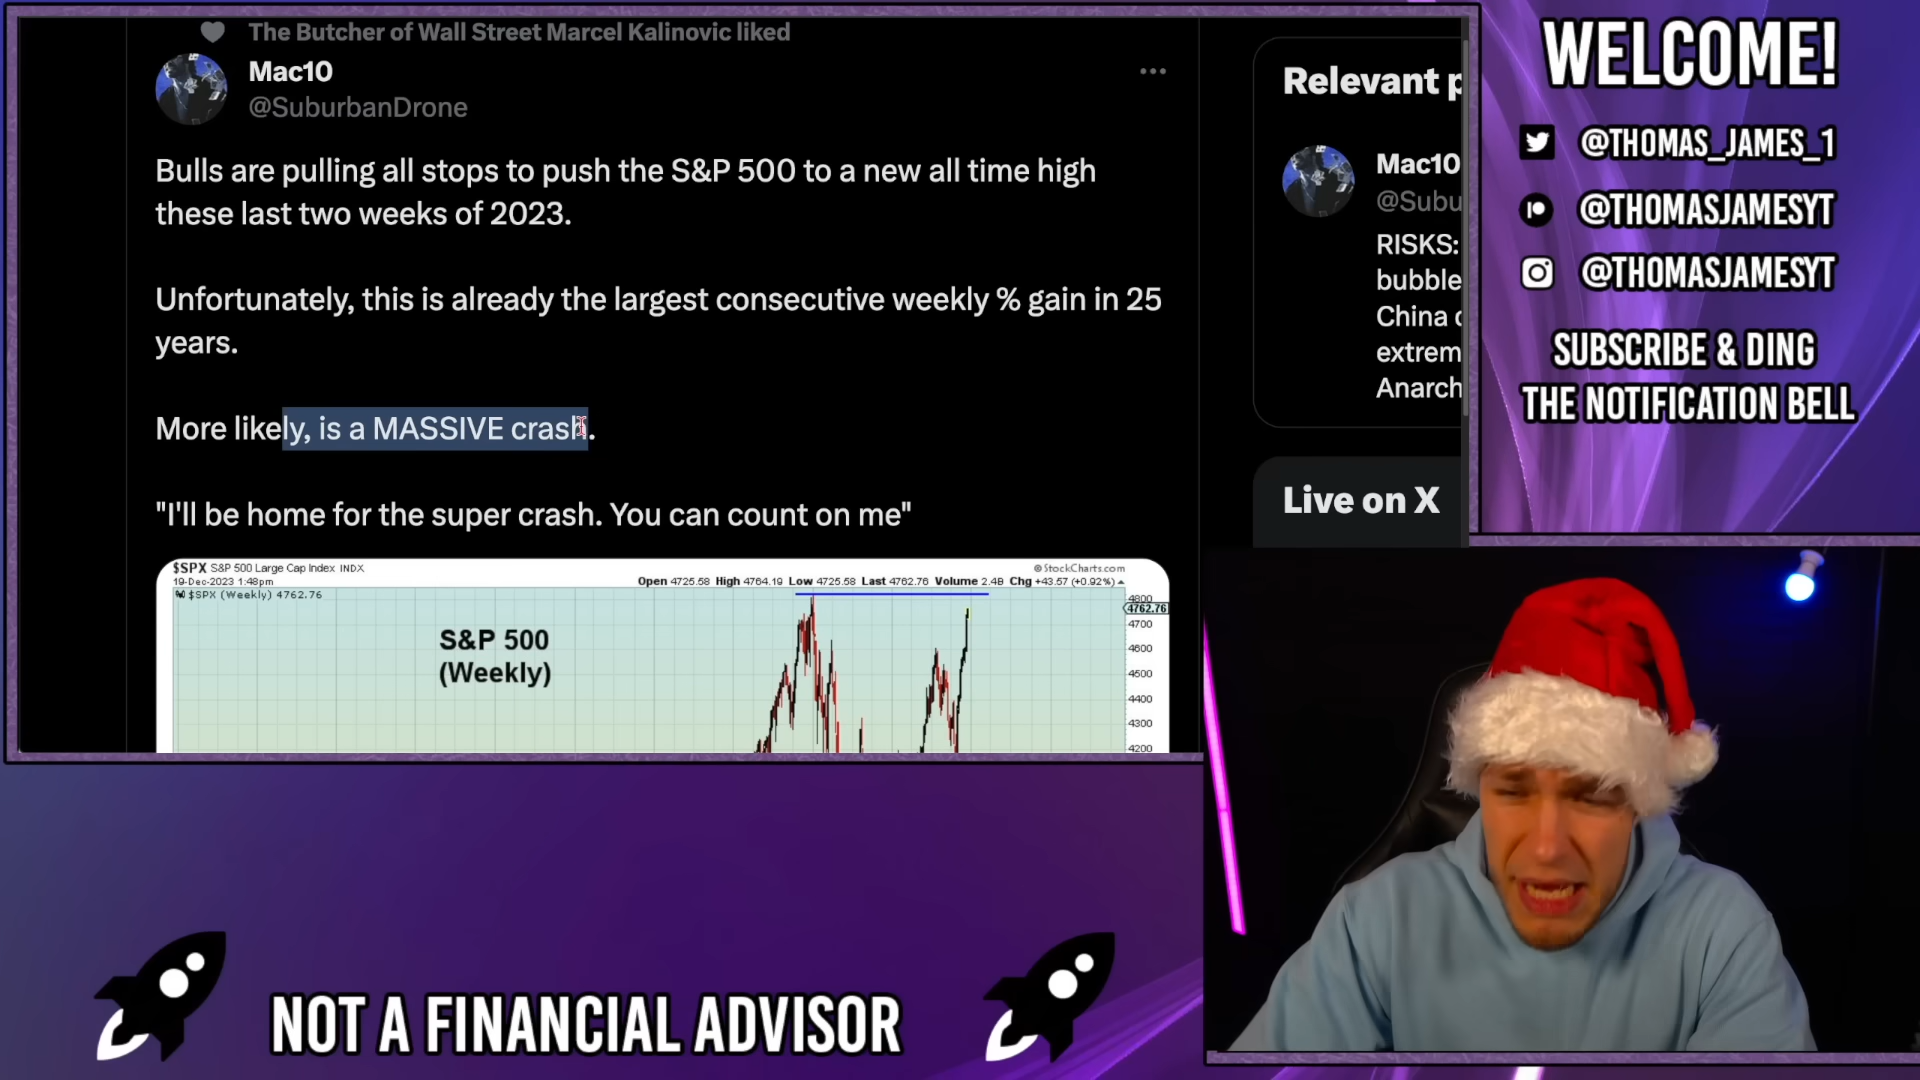 The Butcher of Wall Street Marcel Kalinovic liked
Mac10
@SuburbanDrone
Bulls are pulling all stops to push the S&P 500 to a new all time high
these last two weeks of 2023.
Unfortunately, this is already the largest consecutive weekly % gain in 25
years.
More likely, is a MASSIVE crash.
"I'll be home for the super crash. You can count on me"
$SPX S&P 500 Large Cap Index INDX
©StockCharts.com
19-Dec-2023 1:48pm
Open 4725.58 High 4764.19 Low 4725.58 Last 4762.76 Volume 2.4B Chg +43.57 (+0.92%)
$SPX (Weekly) 4762.76
S&P 500
(Weekly)
4800
4762.76
4700
4600
4500
4400
4300
4200
Relevant p
Mac10
@Subu
RISKS:
bubble
China
extrem
Anarch
Live on X
WELCOME!
@THOMAS_JAMES_1
@THOMASJAMESYT
@THOMASJAMESYT
SUBSCRIBE & DING
THE NOTIFICATION BELL
NOT A FINANCIAL ADVISOR